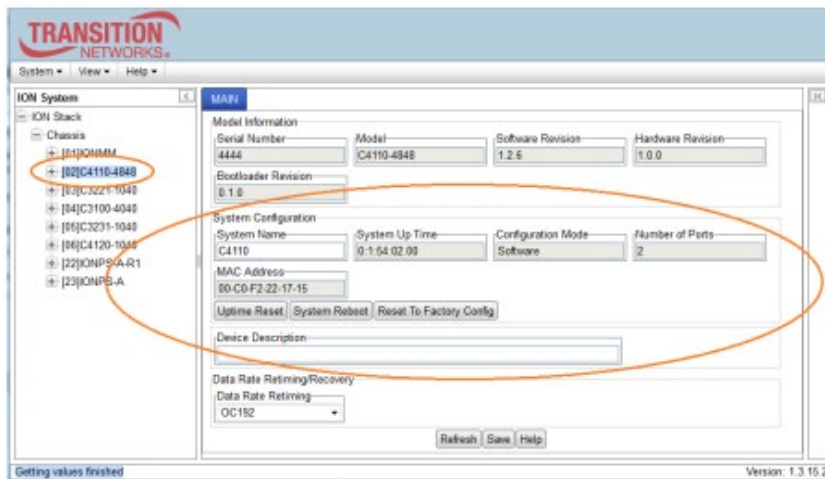 TRANSITION
NETWORKS®
System View Help
ION System
ION Stack
Chassis
[01]IONMM
[02]C4110-4848
[03]C3221-1040
[04]C3100-4040
[05]C3231-1040
[06]C4120-1040
[22]IONPS-A-R1
[23]IONPS-A
MAIN
Model Information
Serial Number Model Software Revision Hardware Revision
4444 C4110-4848 1.2.6 1.0.0
Bootloader Revision
0.1.0
System Configuration
System Name System Up Time Configuration Mode Number of Ports
C4110 0:1:54:02.00 Software 2
MAC Address
00-C0-F2-22-17-15
Uptime Reset System Reboot Reset To Factory Config
Device Description
Data Rate Retiming/Recovery
Data Rate Retiming
OC192
Refresh Save Help
Getting values finished
Version: 1.3.15.2